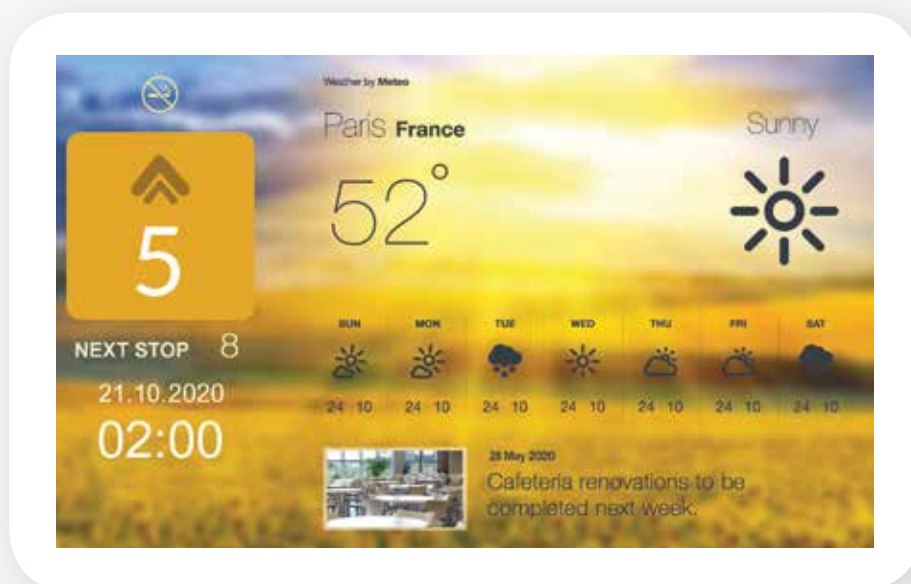 5
NEXT STOP 8
21.10.2020
02:00
Weather by Meteo
Paris France
Sunny
52°
SUN MON TUE WED THU FRI SAT
24 10 24 10 24 10 24 10 24 10 24 10 24 10
28 May 2020
Cafeteria renovations to be
completed next week.